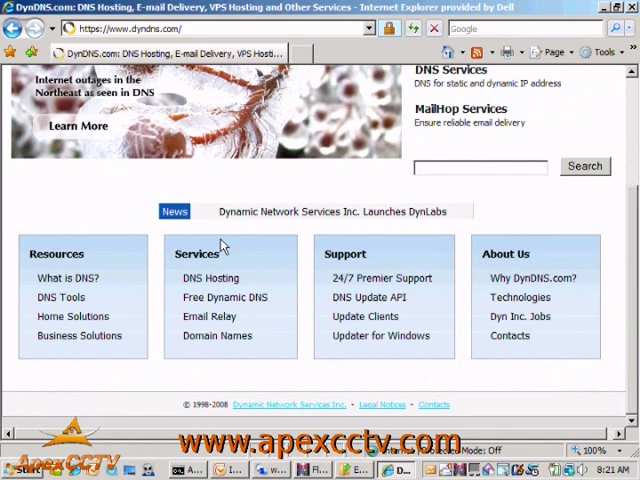 DynDNS.com: DNS Hosting, E-mail Delivery, VPS Hosting and Other Services - Internet Explorer provided by Dell
https://www.dyndns.com/
Google
DynDNS.com: DNS Hosting, E-mail Delivery, VPS Hosti...
Page
Tools
Internet outages in the
Northeast as seen in DNS
Learn More
DNS Services
DNS for static and dynamic IP address
MailHop Services
Ensure reliable email delivery
Search
News
Dynamic Network Services Inc. Launches DynLabs
Resources
What is DNS?
DNS Tools
Home Solutions
Business Solutions
Services
DNS Hosting
Free Dynamic DNS
Email Relay
Domain Names
Support
24/7 Premier Support
DNS Update API
Update Clients
Updater for Windows
About Us
Why DynDNS.com?
Technologies
Dyn Inc. Jobs
Contacts
© 1998-2008 Dynamic Network Services Inc. - Legal Notices - Contacts
www.apexcctv.com
ApexCCTV
Mode: Off
100%
Start
A...
I...
w...
Fl...
E...
D...
8:21 AM